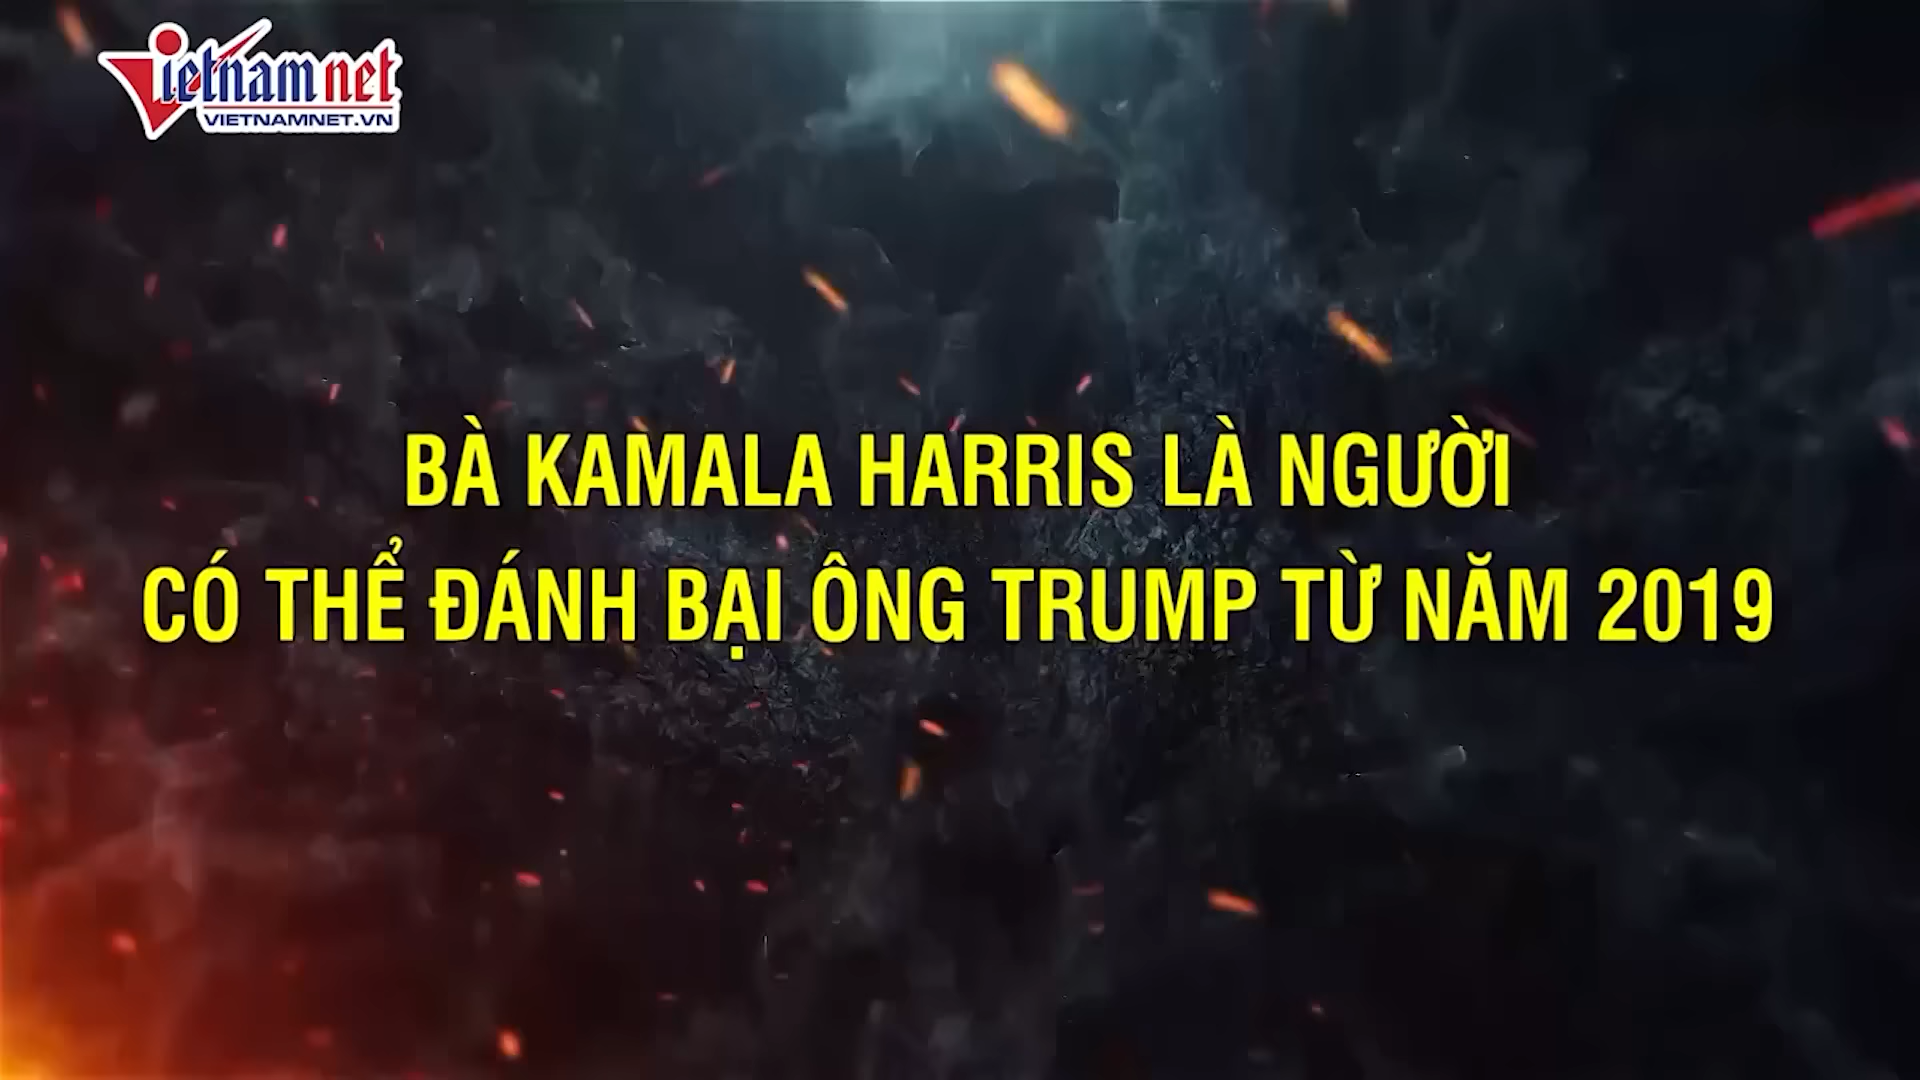 Vietnamnet
VIETNAMNET.VN
BÀ KAMALA HARRIS LÀ NGƯỜI
CÓ THỂ ĐÁNH BẠI ÔNG TRUMP TỪ NĂM 2019